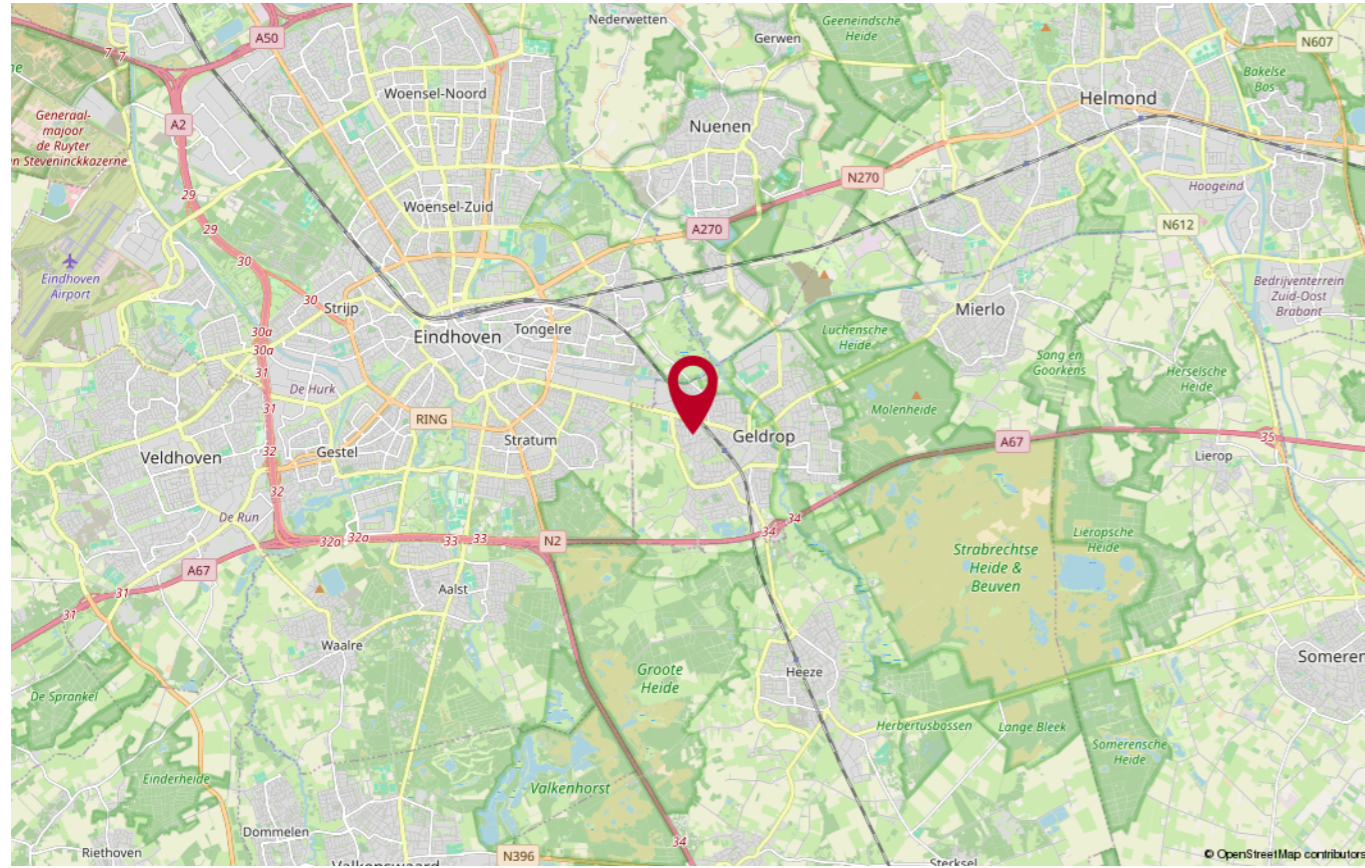 Nederwetten
Geeneindsche
Heide
A50
Gerwen
N607
7
7
ne
Woensel-Noord
Bakelse
Bos
Helmond
Generaal-
majoor
de Ruyter
n Steveninckkazerne
A2
Nuenen
N270
Hoogeind
29
Woensel-Zuid
N612
29
A270
30
Eindhoven
Airport
30
Bedrijventerrein
Zuid-Oost
Brabant
Strijp
Mierlo
30a
Tongelre
Luchensche
Heide
Eindhoven
30a
31
Sang en
Goorkens
Herselsche
Heide
De Hurk
31
Molenheide
RING
Geldrop
A67
35
Stratum
Veldhoven
32
Gestel
Lierop
32
De Run
34
34
Lieropsche
Heide
32a
32a
33
33
N2
Strabrechtse
Heide &
Beuven
A67
31
Aalst
31
Waalre
Someren
Groote
Heide
Heeze
De Sprankel
Herbertusbossen
Lange Bleek
Somerensche
Heide
Einderheide
Valkenhorst
Dommelen
34
Riethoven
Valkenswaard
N396
Sterksel
© OpenStreetMap contributors